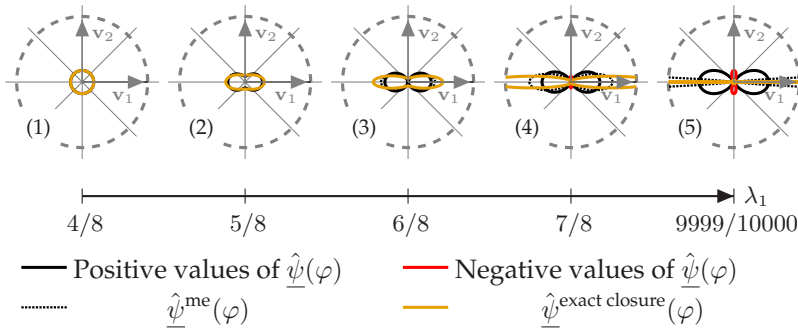 v₂ v₂ v₂ v₂ v₂
v₁ v₁ v₁ v₁ v₁
(1) (2) (3) (4) (5)
λ₁
4/8 5/8 6/8 7/8 9999/10000
Positive values of ψ̲̂(φ) Negative values of ψ̲̂(φ)
ψ̲̂ᵐᵉ(φ) ψ̲̂^exact closure(φ)